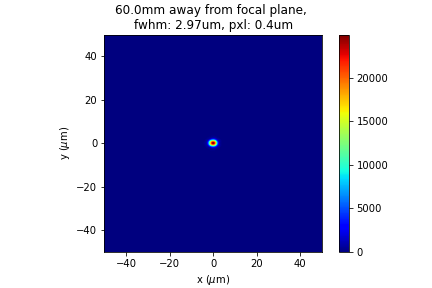 60.0mm away from focal plane,
fwhm: 2.97um, pxl: 0.4um
40
20
0
−20
−40
y (μm)
−40 −20 0 20 40
x (μm)
20000
15000
10000
5000
0